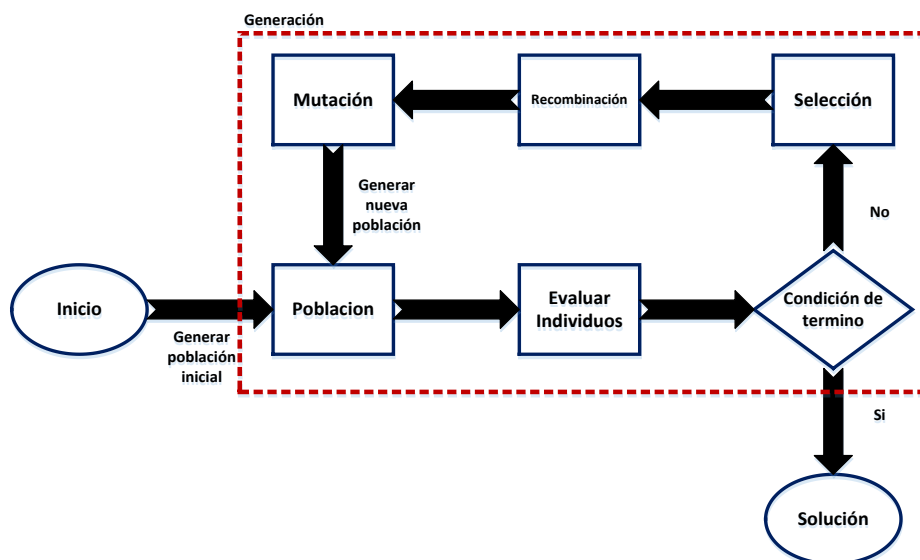 Generación
Mutación
Recombinación
Selección
Generar
nueva
población
No
Inicio
Poblacion
Evaluar
Individuos
Condición de
termino
Generar
población
inicial
Si
Solución